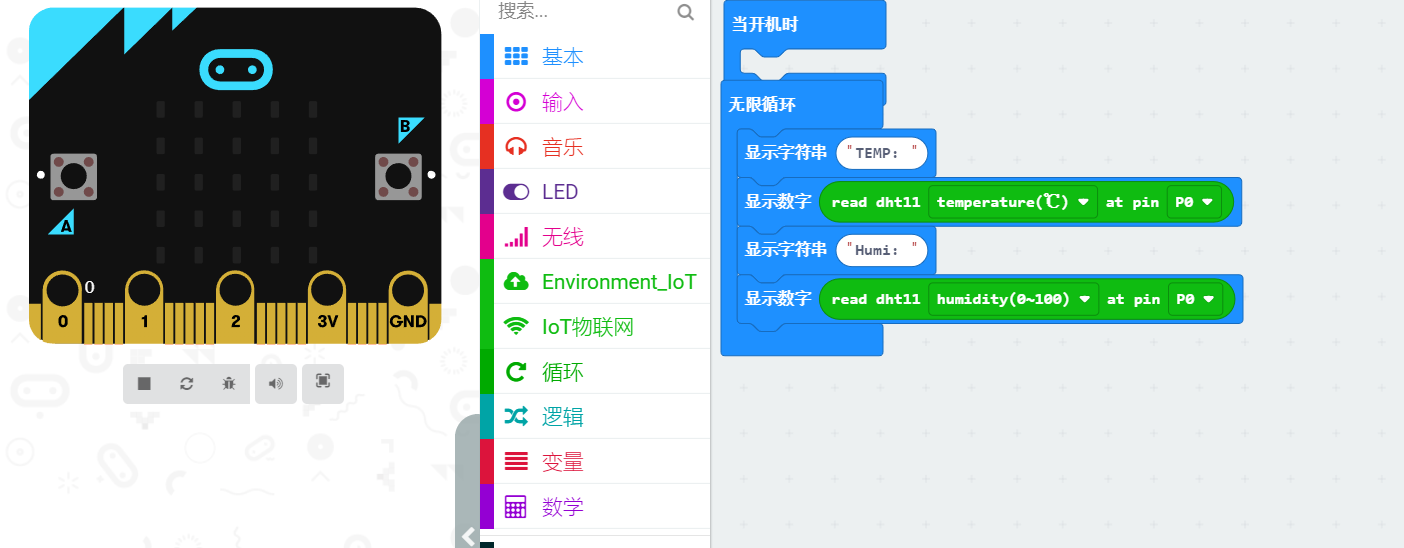 B
A
0
0
1
2
3V
GND
搜索...
基本
输入
音乐
LED
无线
Environment_IoT
IoT物联网
循环
逻辑
变量
数学
当开机时
无限循环
显示字符串 "TEMP: "
显示数字 read dht11 temperature(℃) at pin P0
显示字符串 "Humi: "
显示数字 read dht11 humidity(0~100) at pin P0